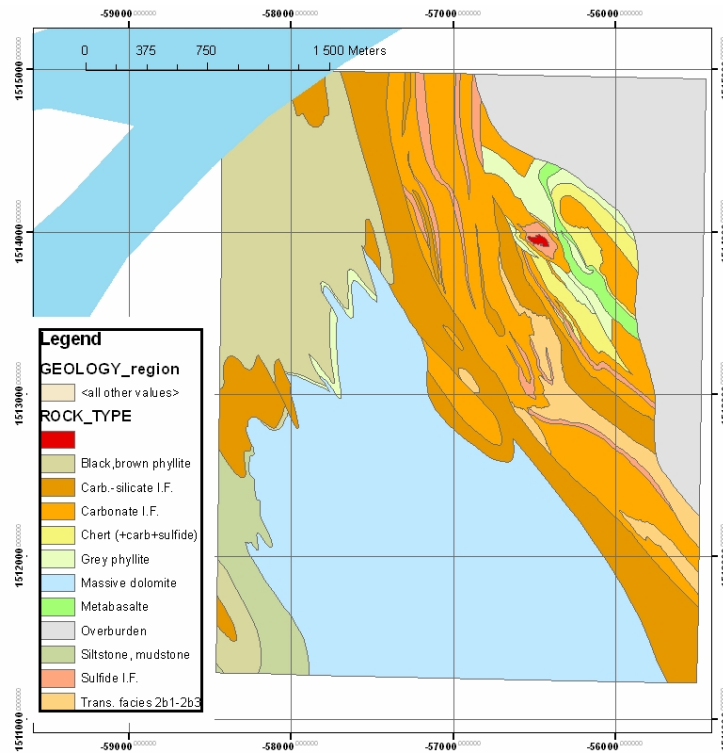 -59000 -58000 -57000 -56000
0 375 750 1 500 Meters
1515000
1514000
1513000
1512000
1511000
Legend
GEOLOGY_region
<all other values>
ROCK_TYPE
Black,brown phyllite
Carb.-silicate I.F.
Carbonate I.F.
Chert (+carb+sulfide)
Grey phyllite
Massive dolomite
Metabasalte
Overburden
Siltstone, mudstone
Sulfide I.F.
Trans. facies 2b1-2b3
-59000 -58000 -57000 -56000